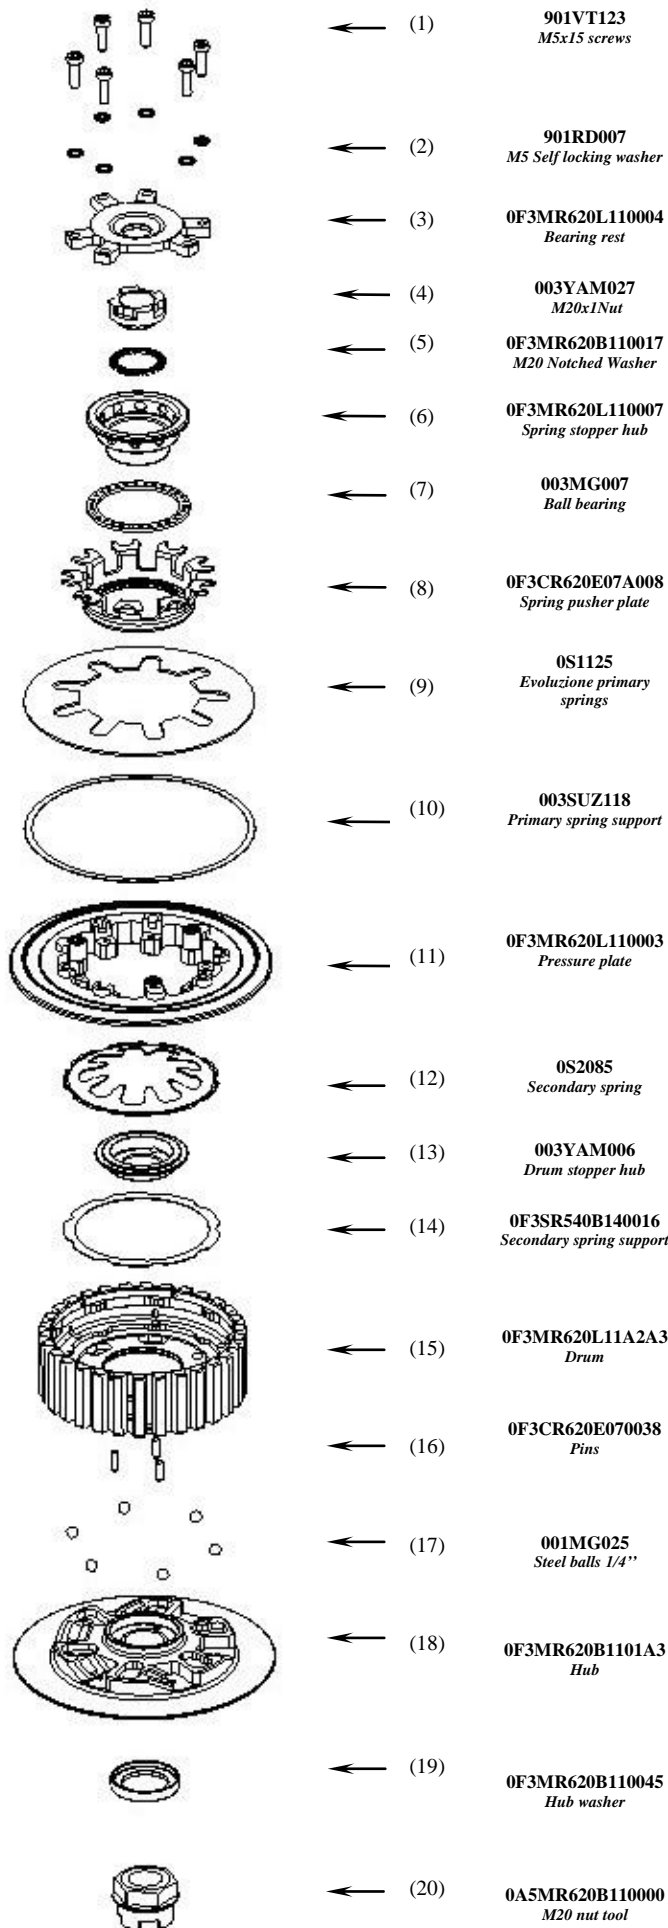 (1) 901VT123
M5x15 screws
(2) 901RD007
M5 Self locking washer
(3) 0F3MR620L110004
Bearing rest
(4) 003YAM027
M20x1Nut
(5) 0F3MR620B110017
M20 Notched Washer
(6) 0F3MR620L110007
Spring stopper hub
(7) 003MG007
Ball bearing
(8) 0F3CR620E07A008
Spring pusher plate
(9) 0S1125
Evoluzione primary
springs
(10) 003SUZ118
Primary spring support
(11) 0F3MR620L110003
Pressure plate
(12) 0S2085
Secondary spring
(13) 003YAM006
Drum stopper hub
(14) 0F3SR540B140016
Secondary spring support
(15) 0F3MR620L11A2A3
Drum
(16) 0F3CR620E070038
Pins
(17) 001MG025
Steel balls 1/4’’
(18) 0F3MR620B1101A3
Hub
(19) 0F3MR620B110045
Hub washer
(20) 0A5MR620B110000
M20 nut tool